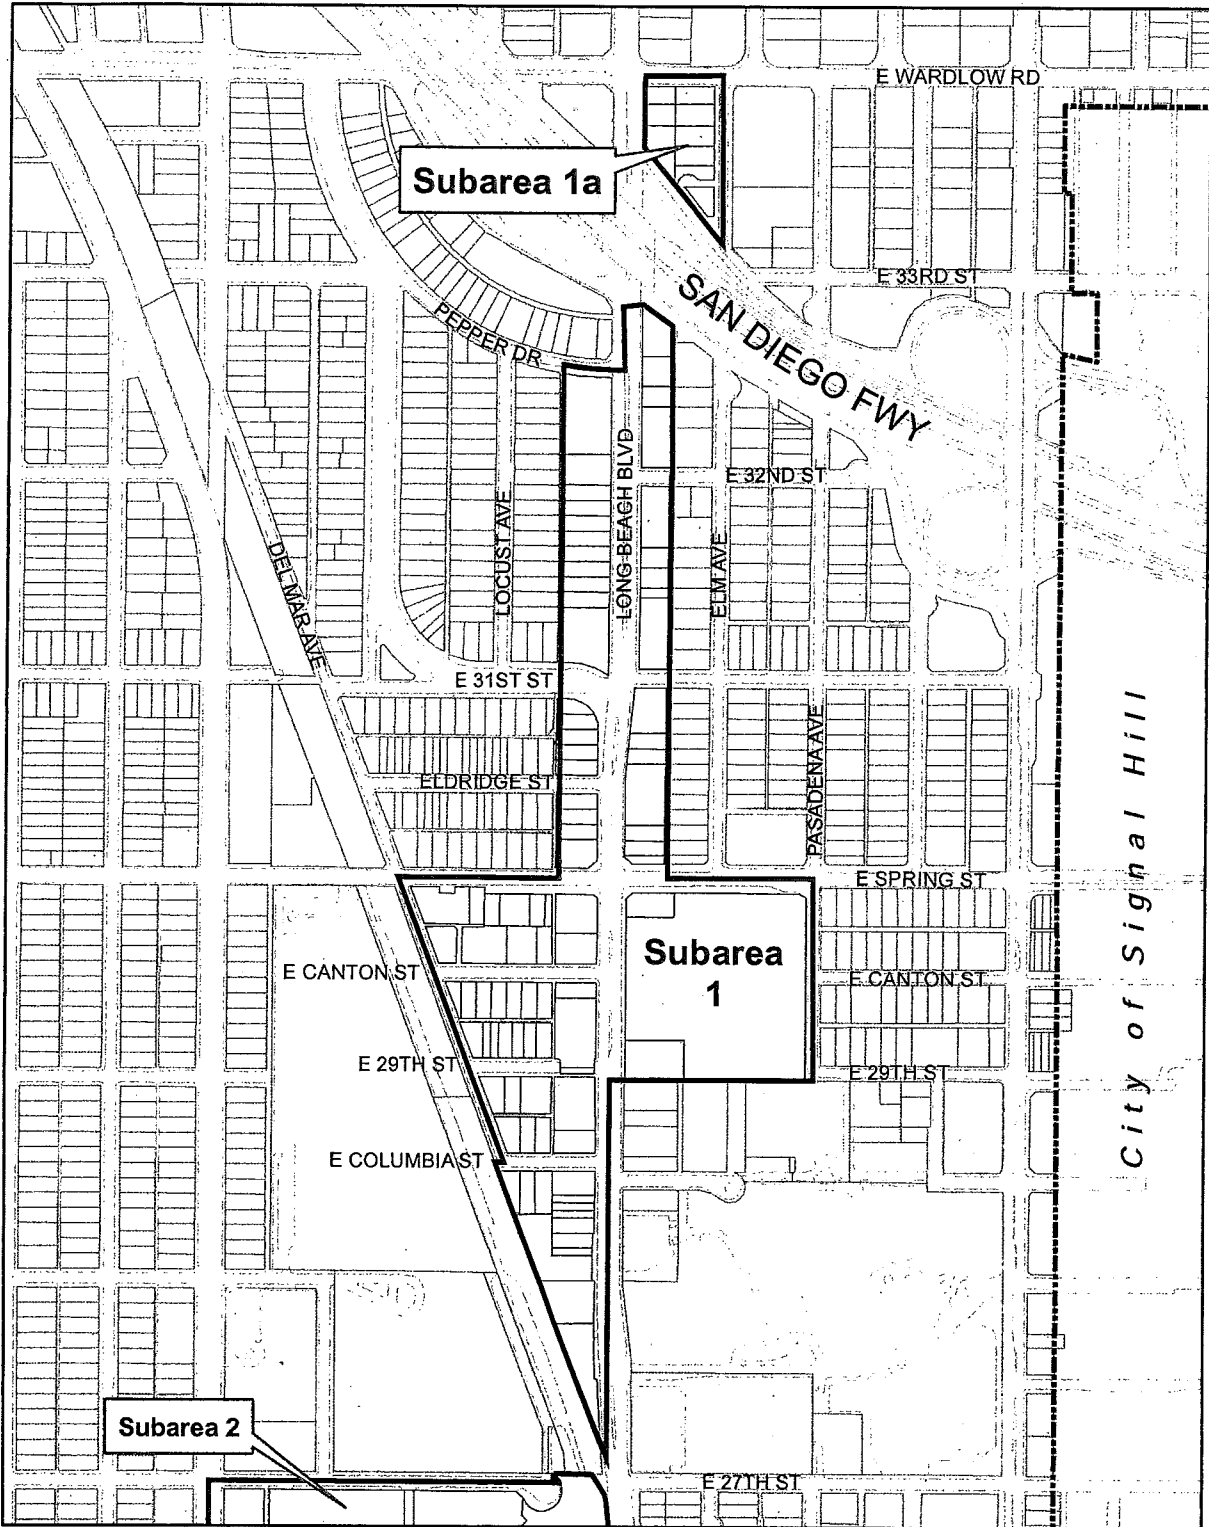 E WARDLOW RD
Subarea 1a
E 33RD ST
SAN DIEGO FWY
PEPPER DR
LONG BEACH BLVD
E 32ND ST
LOCUST AVE
ELM AVE
DEL MAR AVE
E 31ST ST
PASADENA AVE
ELDRIDGE ST
City of Signal Hill
E SPRING ST
Subarea
1
E CANTON ST
E CANTON ST
E 29TH ST
E 29TH ST
E COLUMBIA ST
Subarea 2
E 27TH ST